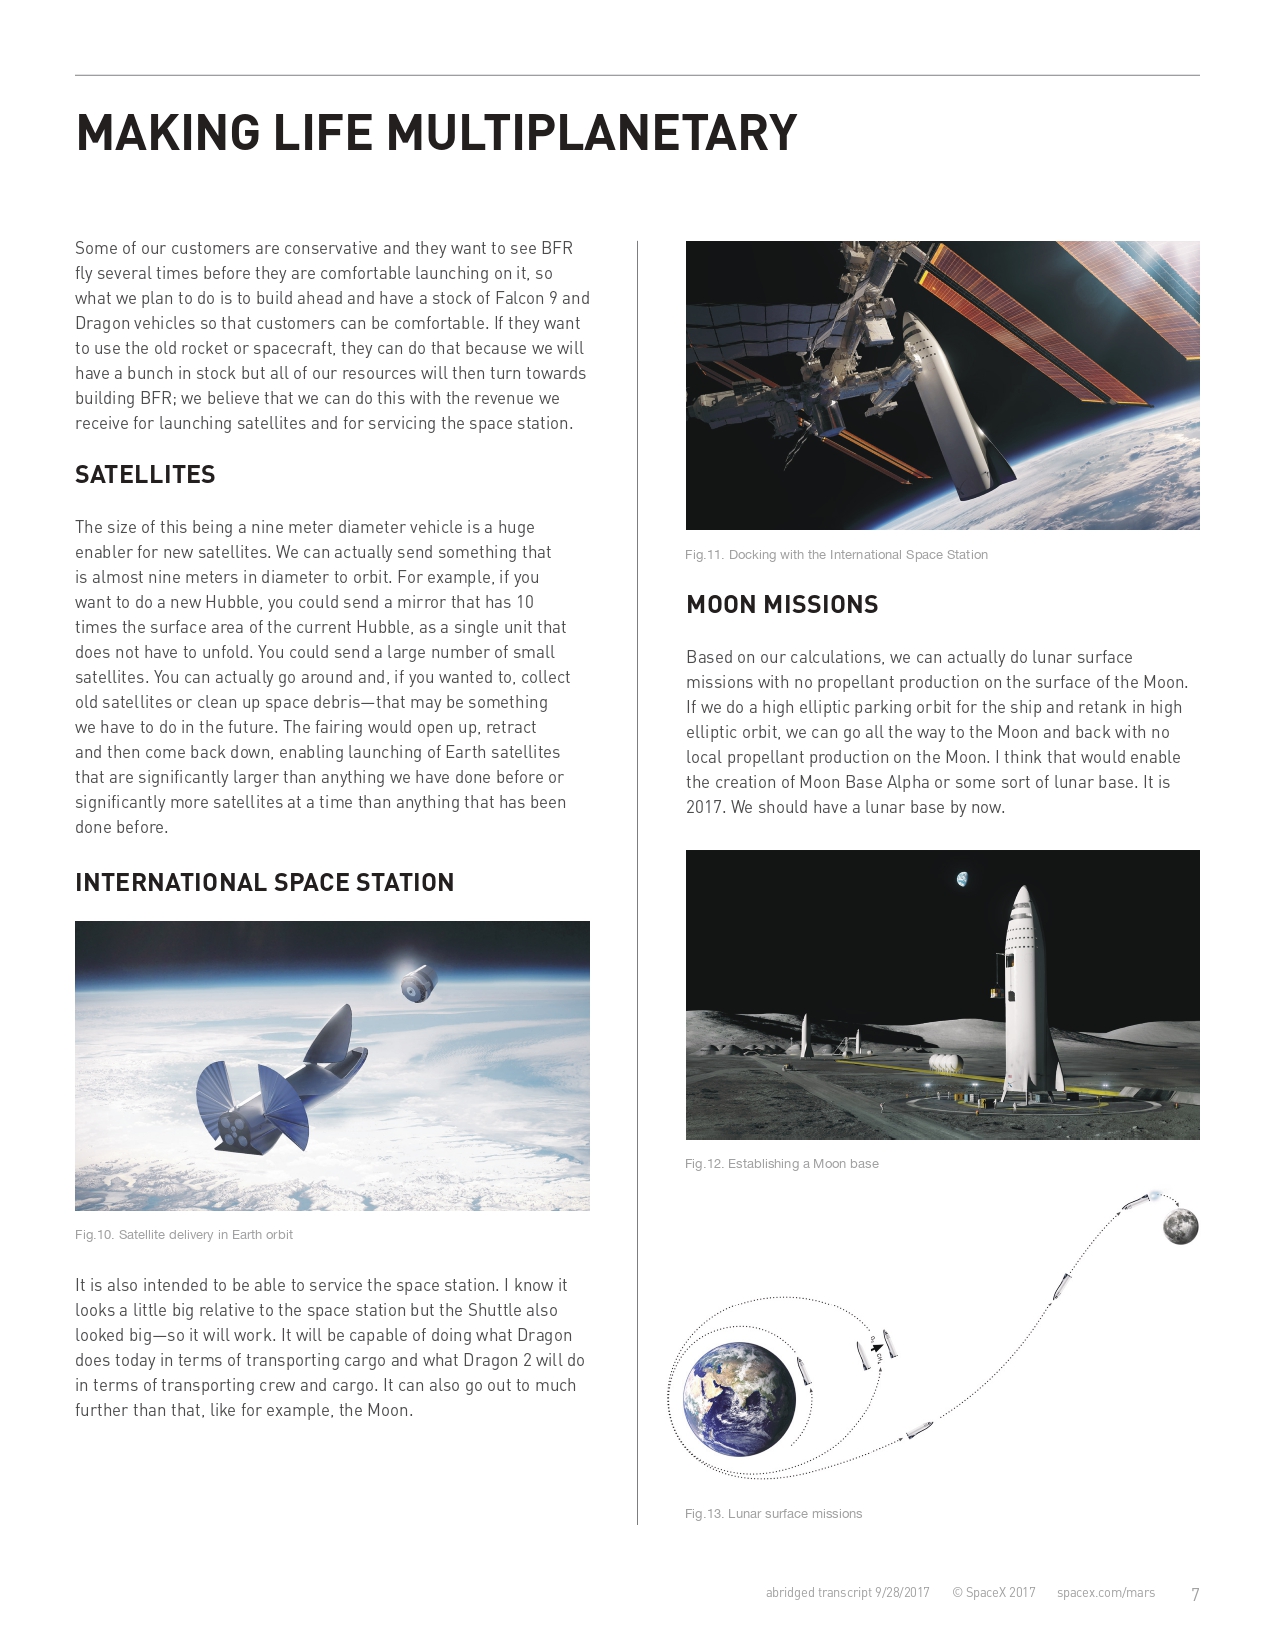 MAKING LIFE MULTIPLANETARY
Some of our customers are conservative and they want to see BFR
fly several times before they are comfortable launching on it, so
what we plan to do is to build ahead and have a stock of Falcon 9 and
Dragon vehicles so that customers can be comfortable. If they want
to use the old rocket or spacecraft, they can do that because we will
have a bunch in stock but all of our resources will then turn towards
building BFR; we believe that we can do this with the revenue we
receive for launching satellites and for servicing the space station.
SATELLITES
The size of this being a nine meter diameter vehicle is a huge
enabler for new satellites. We can actually send something that
is almost nine meters in diameter to orbit. For example, if you
want to do a new Hubble, you could send a mirror that has 10
times the surface area of the current Hubble, as a single unit that
does not have to unfold. You could send a large number of small
satellites. You can actually go around and, if you wanted to, collect
old satellites or clean up space debris—that may be something
we have to do in the future. The fairing would open up, retract
and then come back down, enabling launching of Earth satellites
that are significantly larger than anything we have done before or
significantly more satellites at a time than anything that has been
done before.
INTERNATIONAL SPACE STATION
Fig.10. Satellite delivery in Earth orbit
It is also intended to be able to service the space station. I know it
looks a little big relative to the space station but the Shuttle also
looked big—so it will work. It will be capable of doing what Dragon
does today in terms of transporting cargo and what Dragon 2 will do
in terms of transporting crew and cargo. It can also go out to much
further than that, like for example, the Moon.
Fig.11. Docking with the International Space Station
MOON MISSIONS
Based on our calculations, we can actually do lunar surface
missions with no propellant production on the surface of the Moon.
If we do a high elliptic parking orbit for the ship and retank in high
elliptic orbit, we can go all the way to the Moon and back with no
local propellant production on the Moon. I think that would enable
the creation of Moon Base Alpha or some sort of lunar base. It is
2017. We should have a lunar base by now.
Fig.12. Establishing a Moon base
Fig.13. Lunar surface missions
abridged transcript 9/28/2017 © SpaceX 2017 spacex.com/mars 7